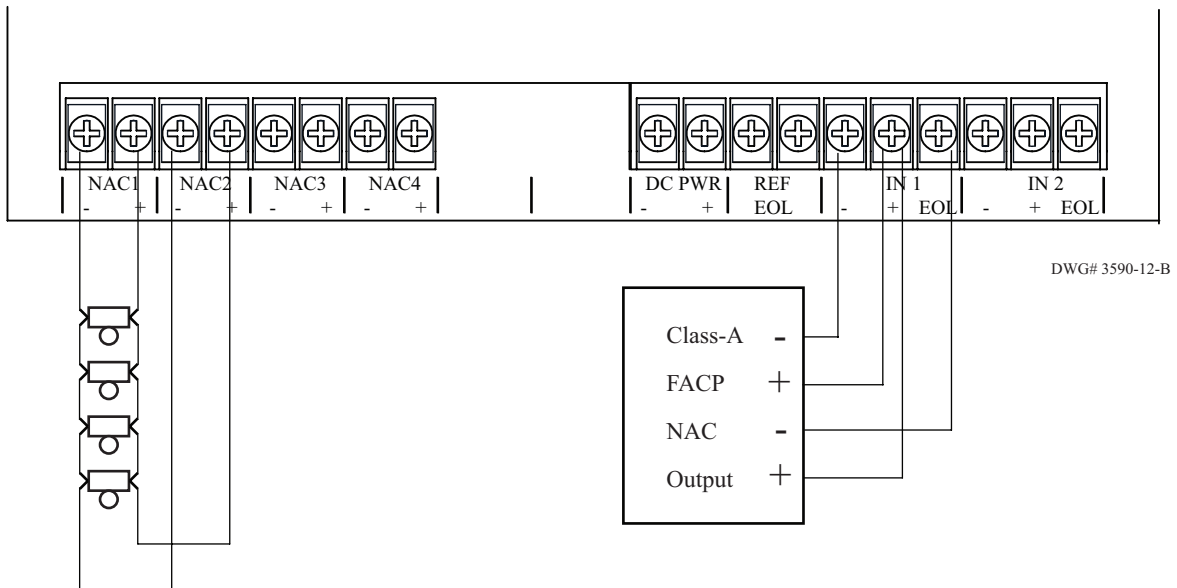 NAC1 NAC2 NAC3 NAC4 DC PWR REF IN 1 IN 2
- + - + - + - + - + EOL - + EOL - + EOL
DWG# 3590-12-B
Class-A -
FACP +
NAC -
Output +